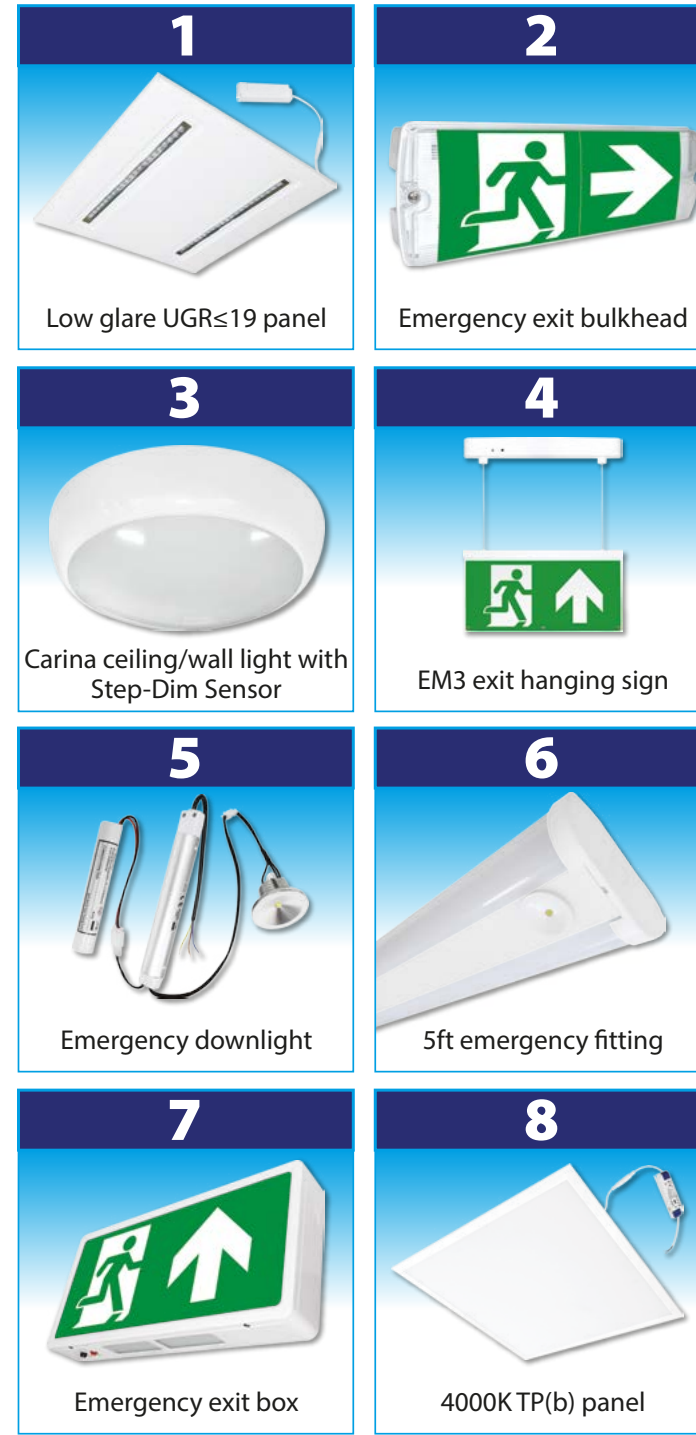 1
2
Low glare UGR≤19 panel
Emergency exit bulkhead
3
4
Carina ceiling/wall light with
Step-Dim Sensor
EM3 exit hanging sign
5
6
Emergency downlight
5ft emergency fitting
7
8
Emergency exit box
4000K TP(b) panel